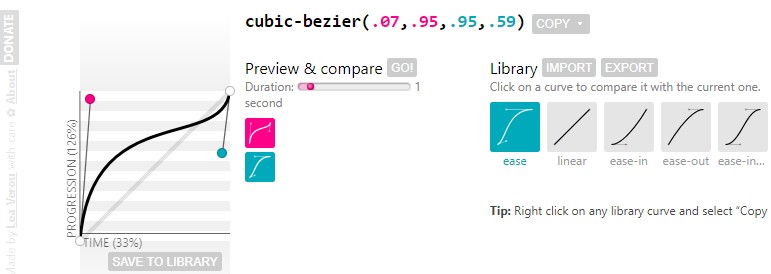 cubic-bezier(.07,.95,.95,.59) COPY
Preview & compare GO!
Duration: 1
second
Library IMPORT EXPORT
Click on a curve to compare it with the current one.
ease linear ease-in ease-out ease-in...
Tip: Right click on any library curve and select “Copy
PROGRESSION (126%)
TIME (33%)
SAVE TO LIBRARY
Made by Lea Verou with care ✿ About DONATE